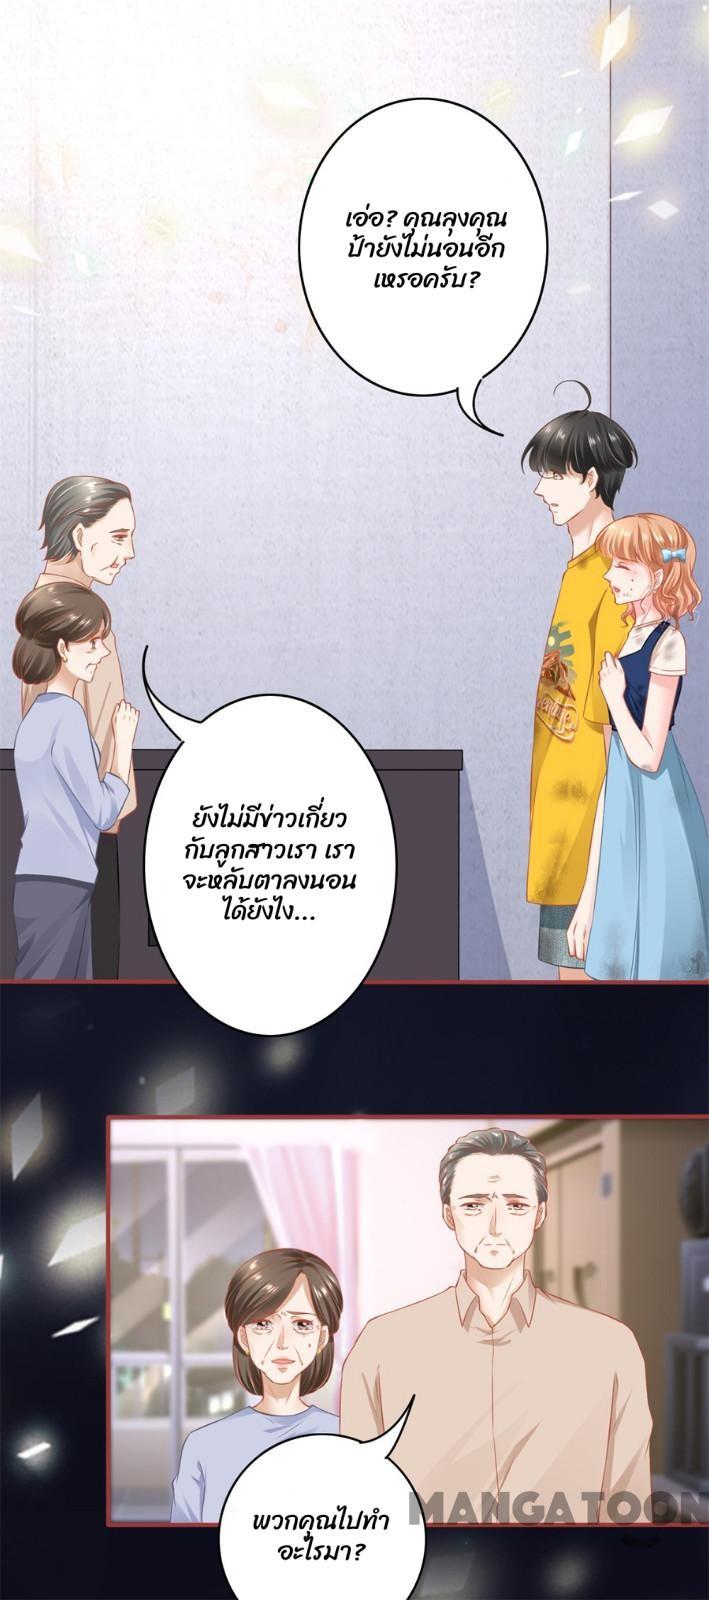 เอ่อ? คุณลุงคุณ
ป้ายังไม่นอนอีก
เหรอครับ?
ยังไม่มีข่าวเกี่ยว
กับลูกสาวเรา เรา
จะหลับตาลงนอน
ได้ยังไง...
พวกคุณไปทำ
อะไรมา?
MANGATOON